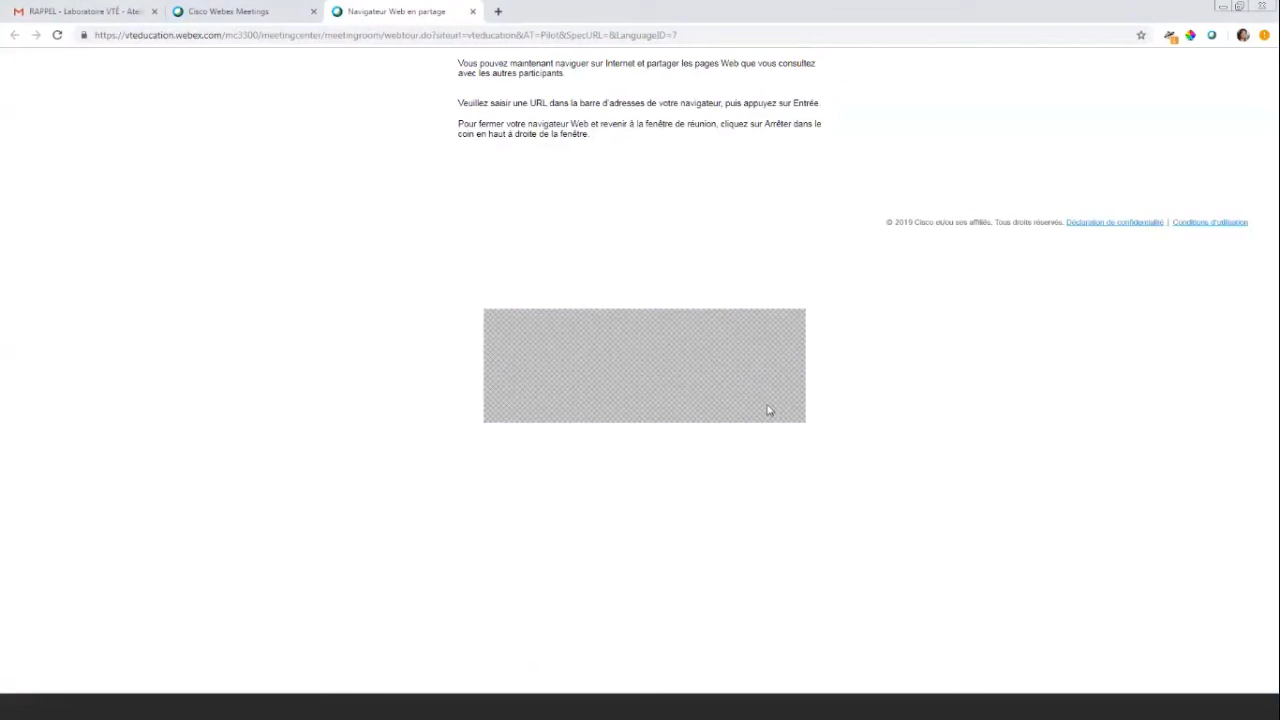 RAPPEL - Laboratoire VTÉ - Atel
Cisco Webex Meetings
Navigateur Web en partage
https://vteducation.webex.com/mc3300/meetingcenter/meetingroom/webtour.do?siteurl=vteducation&AT=Pilot&SpecURL=&LanguageID=7
Vous pouvez maintenant naviguer sur Internet et partager les pages Web que vous consultez
avec les autres participants.
Veuillez saisir une URL dans la barre d'adresses de votre navigateur, puis appuyez sur Entrée.
Pour fermer votre navigateur Web et revenir à la fenêtre de réunion, cliquez sur Arrêter dans le
coin en haut à droite de la fenêtre.
© 2019 Cisco et/ou ses affiliés. Tous droits réservés. Déclaration de confidentialité | Conditions d'utilisation